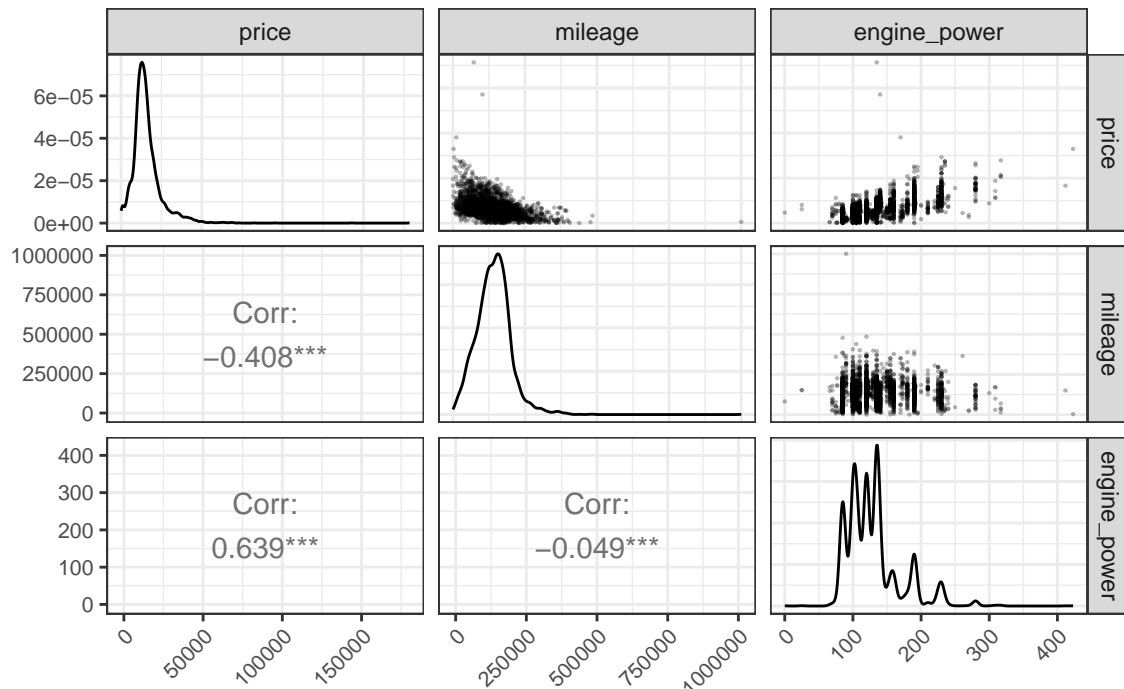 price mileage engine_power
6e−05
4e−05
2e−05
0e+00
price
1000000
750000
500000
250000
0
Corr:
−0.408***
mileage
400
300
200
100
0
Corr:
0.639***
Corr:
−0.049***
engine_power
0 50000 100000 150000
0 250000 500000 750000 1000000
0 100 200 300 400